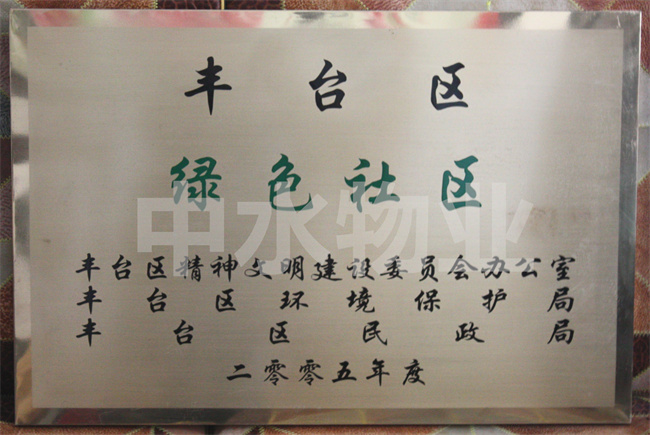 丰台区
绿色社区
中水物业
丰台区精神文明建设委员会办公室
丰台区环境保护局
丰台区民政局
二零零五年度